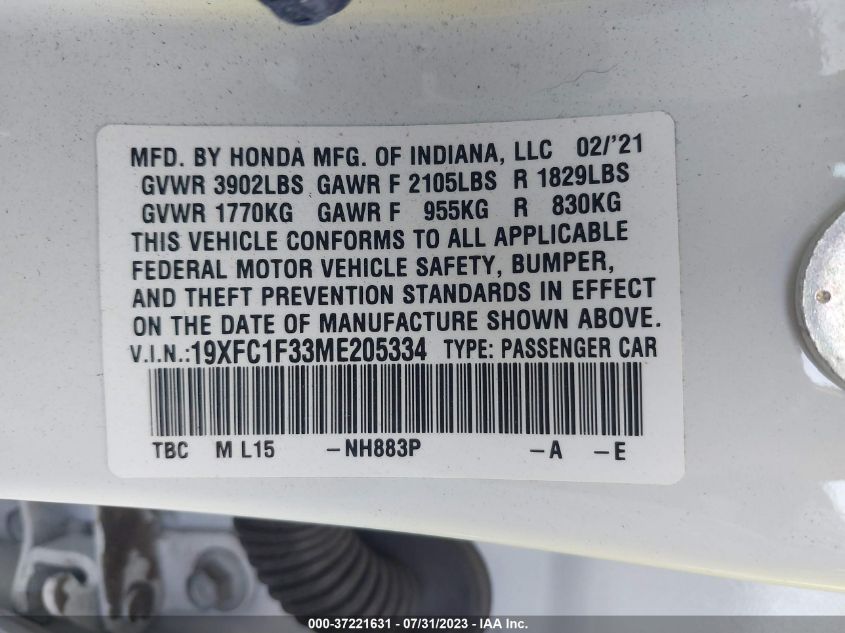 MFD. BY HONDA MFG. OF INDIANA, LLC 02/'21
GVWR 3902LBS GAWR F 2105LBS R 1829LBS
GVWR 1770KG GAWR F 955KG R 830KG
THIS VEHICLE CONFORMS TO ALL APPLICABLE
FEDERAL MOTOR VEHICLE SAFETY, BUMPER,
AND THEFT PREVENTION STANDARDS IN EFFECT
ON THE DATE OF MANUFACTURE SHOWN ABOVE.
V.I.N.:19XFC1F33ME205334 TYPE: PASSENGER CAR
TBC M L15 -NH883P -A -E
000-37221631 - 07/31/2023 - IAA Inc.